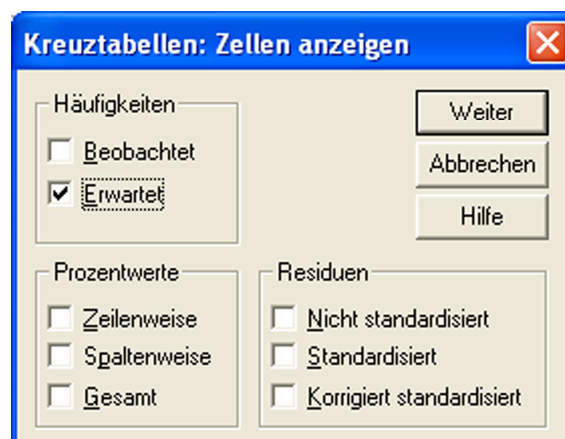 Kreuztabellen: Zellen anzeigen
Häufigkeiten
Beobachtet
Erwartet
Weiter
Abbrechen
Hilfe
Prozentwerte
Zeilenweise
Spaltenweise
Gesamt
Residuen
Nicht standardisiert
Standardisiert
Korrigiert standardisiert